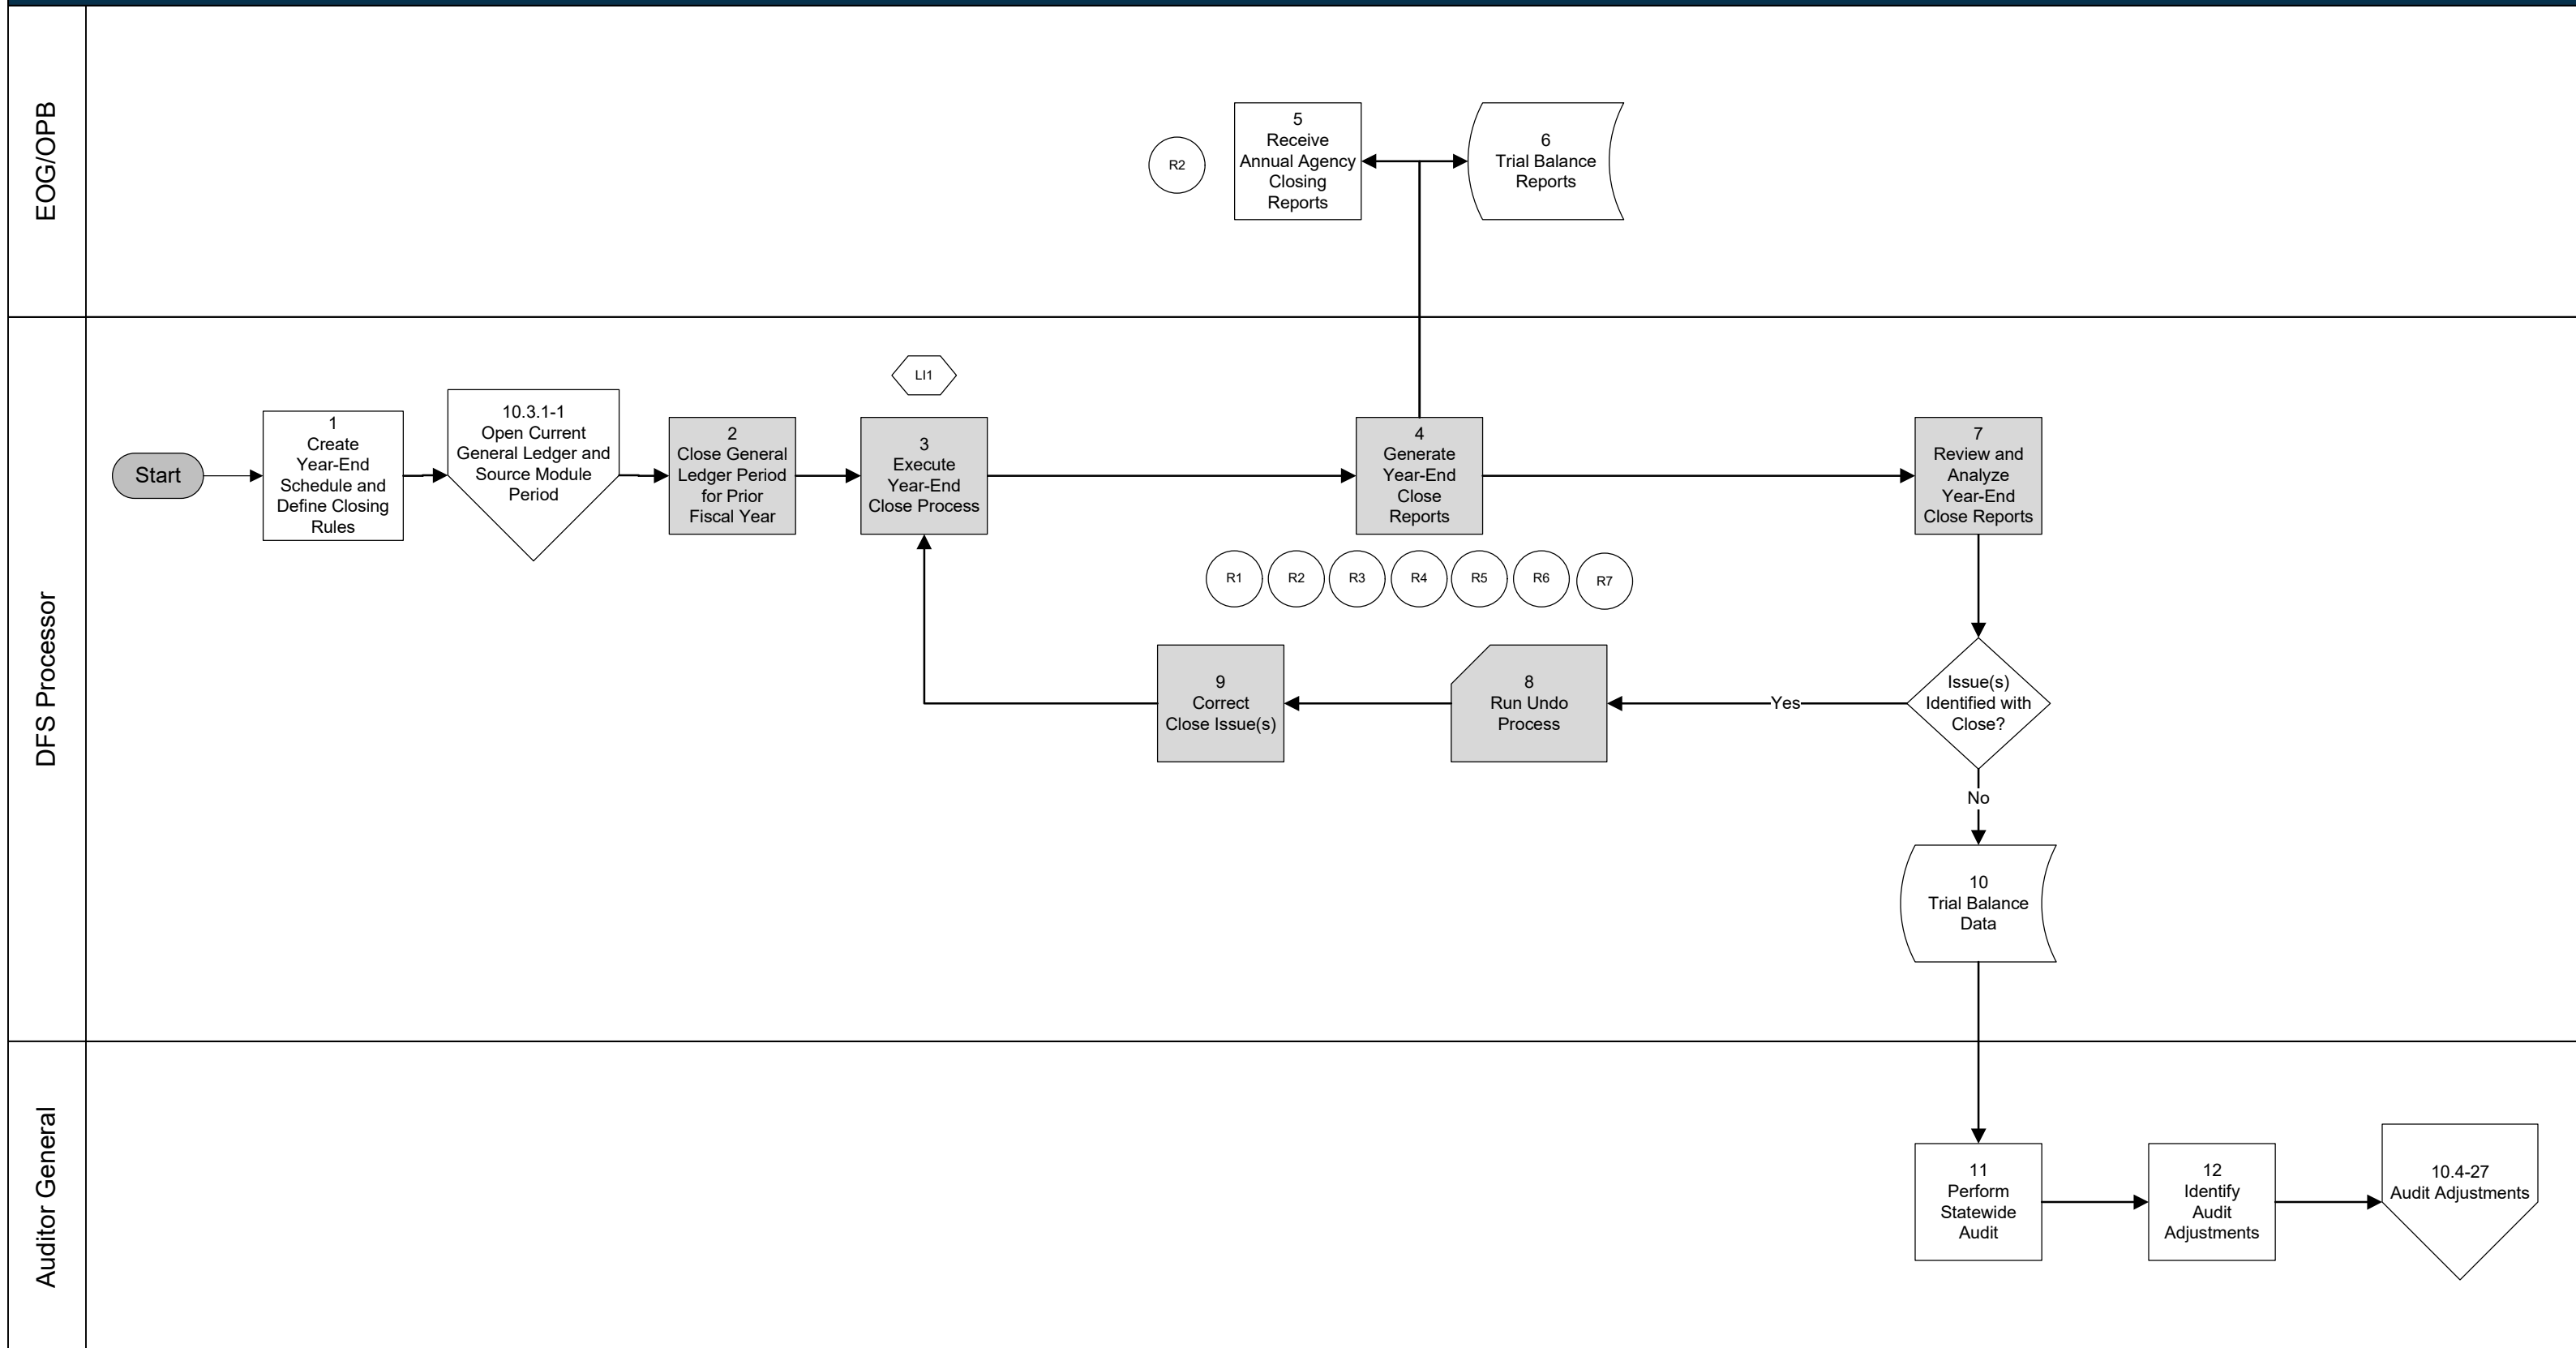 EOG/OPB
R2
5
Receive
Annual Agency
Closing
Reports
6
Trial Balance
Reports
DFS Processor
LI1
Start
1
Create
Year-End
Schedule and
Define Closing
Rules
10.3.1-1
Open Current
General Ledger and
Source Module
Period
2
Close General
Ledger Period
for Prior
Fiscal Year
3
Execute
Year-End
Close Process
4
Generate
Year-End
Close
Reports
7
Review and
Analyze
Year-End
Close Reports
R1
R2
R3
R4
R5
R6
R7
9
Correct
Close Issue(s)
8
Run Undo
Process
Yes
Issue(s)
Identified with
Close?
No
10
Trial Balance
Data
Auditor General
11
Perform
Statewide
Audit
12
Identify
Audit
Adjustments
10.4-27
Audit Adjustments